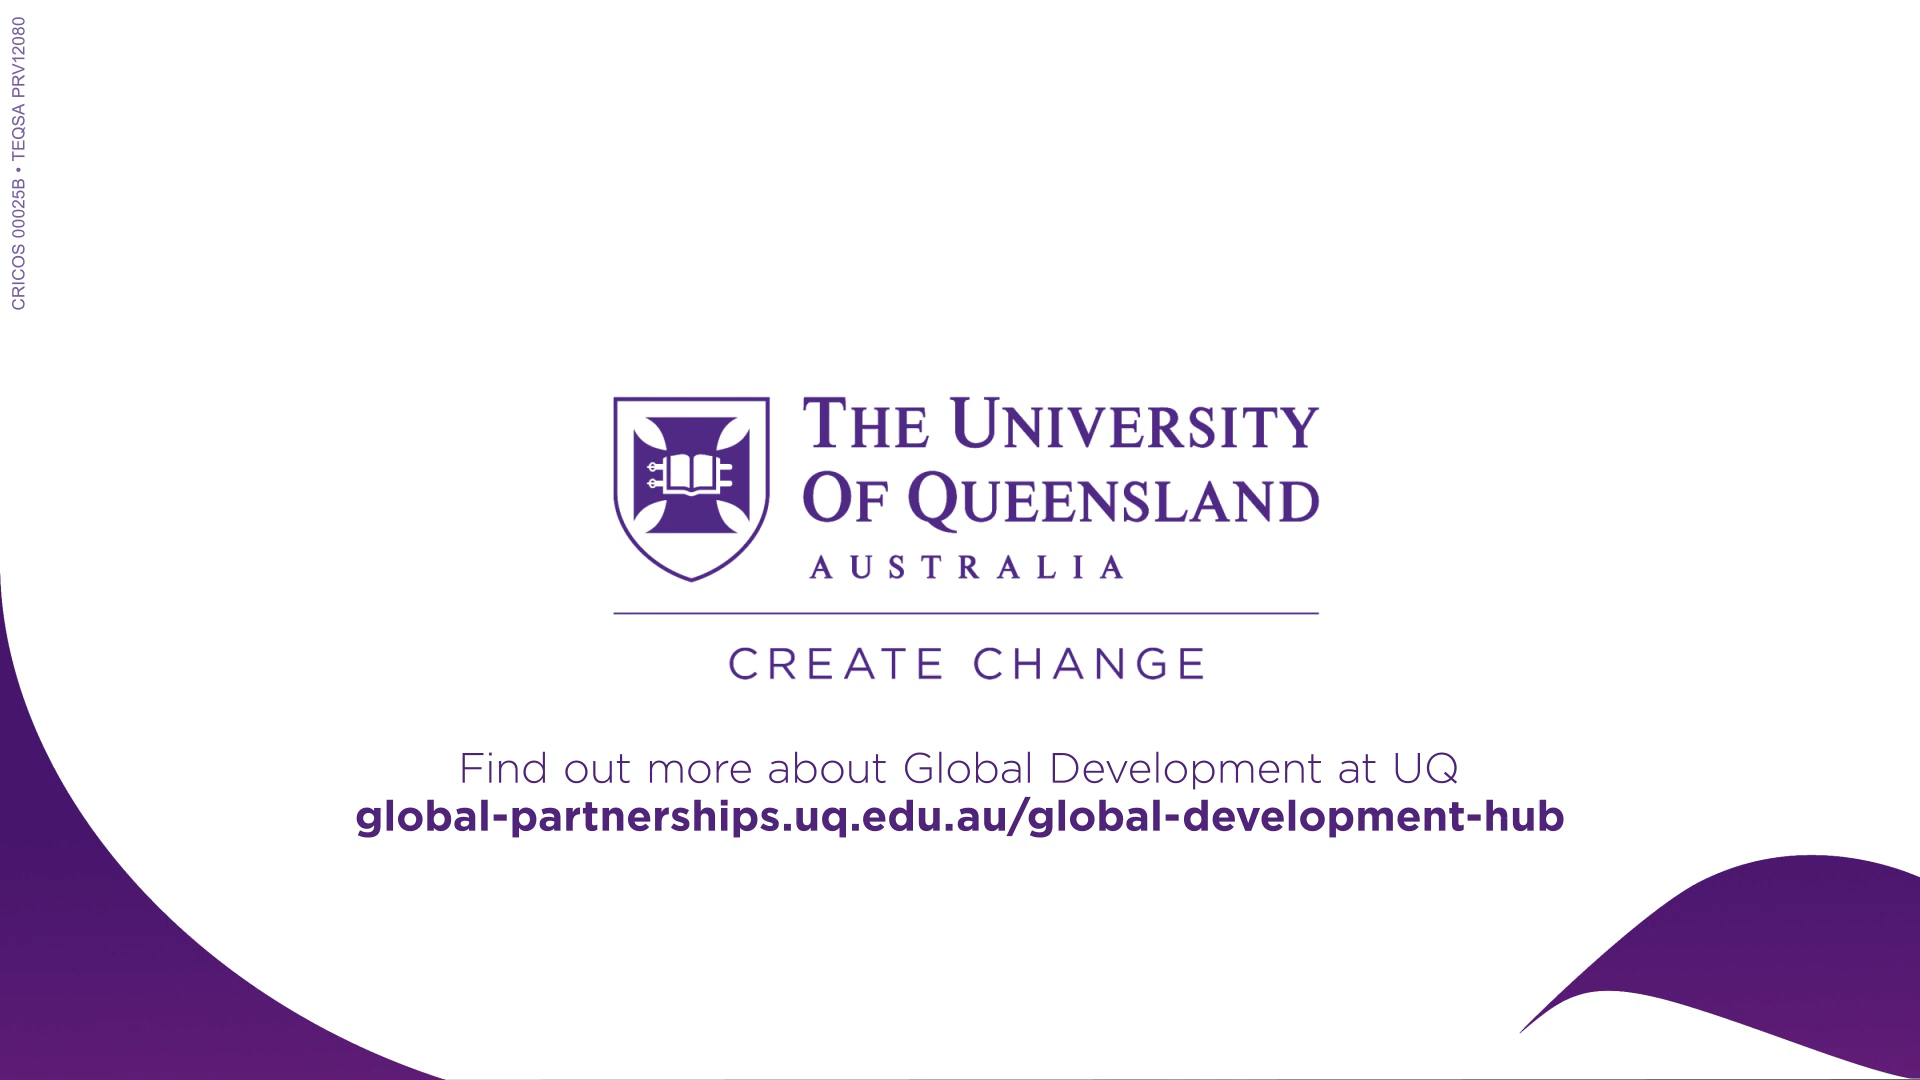 CRICOS 00025B • TEQSA PRV12080
THE UNIVERSITY
OF QUEENSLAND
AUSTRALIA
CREATE CHANGE
Find out more about Global Development at UQ
global-partnerships.uq.edu.au/global-development-hub